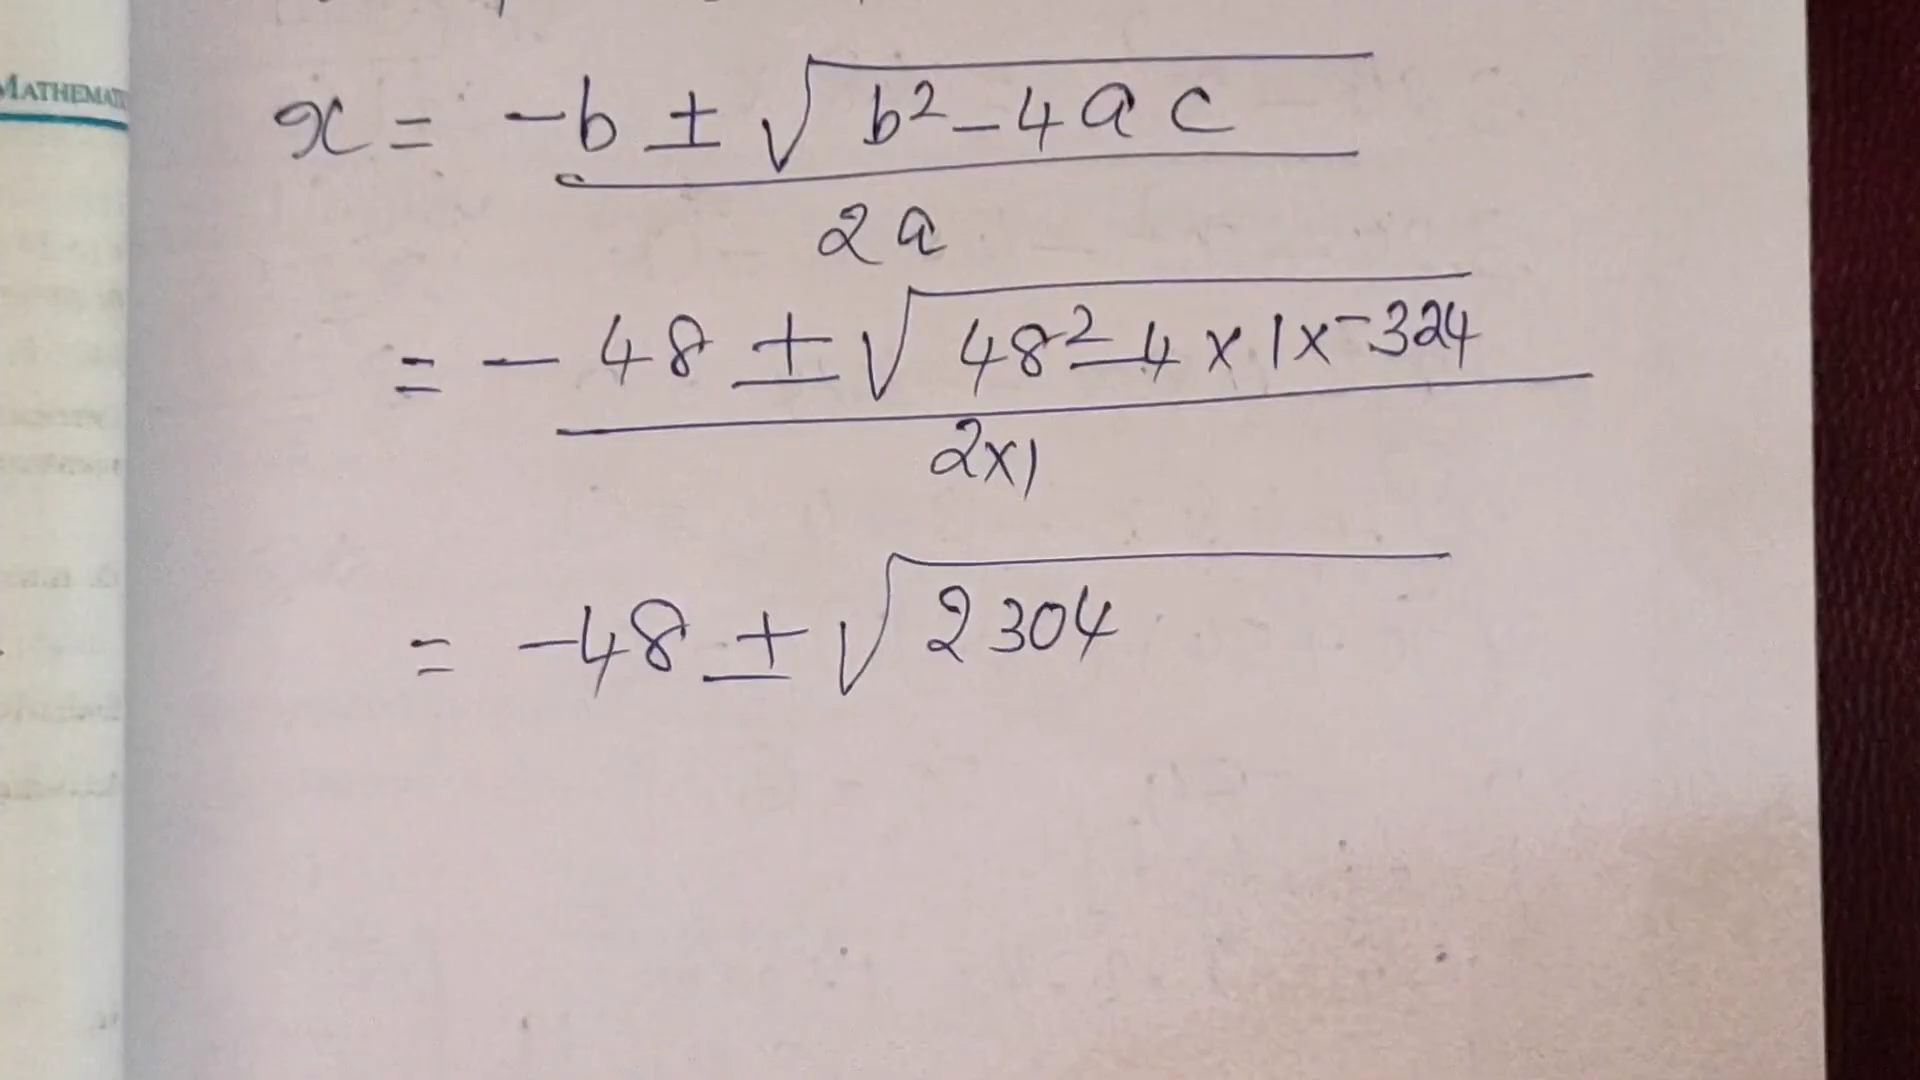 MATHEMAT
x = -b ± √b²-4ac
2a
= -48 ± √48²-4×1×-324
2×1
= -48 ± √2304